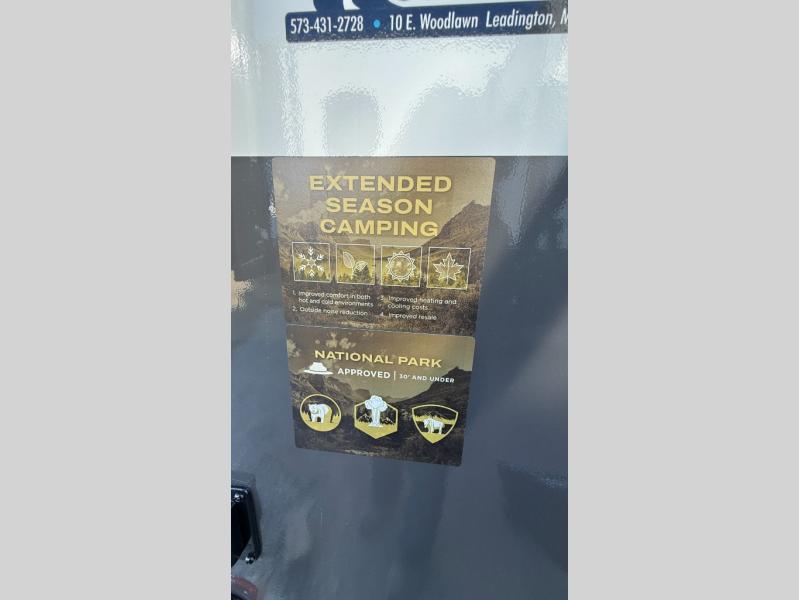 573-431-2728 • 10 E. Woodlawn Leadington, M
EXTENDED
SEASON
CAMPING
1. Improved comfort in both
hot and cold environments
2. Outside noise reduction
3. Improved heating and
cooling costs
4. Improved resale
NATIONAL PARK
APPROVED | 30' AND UNDER